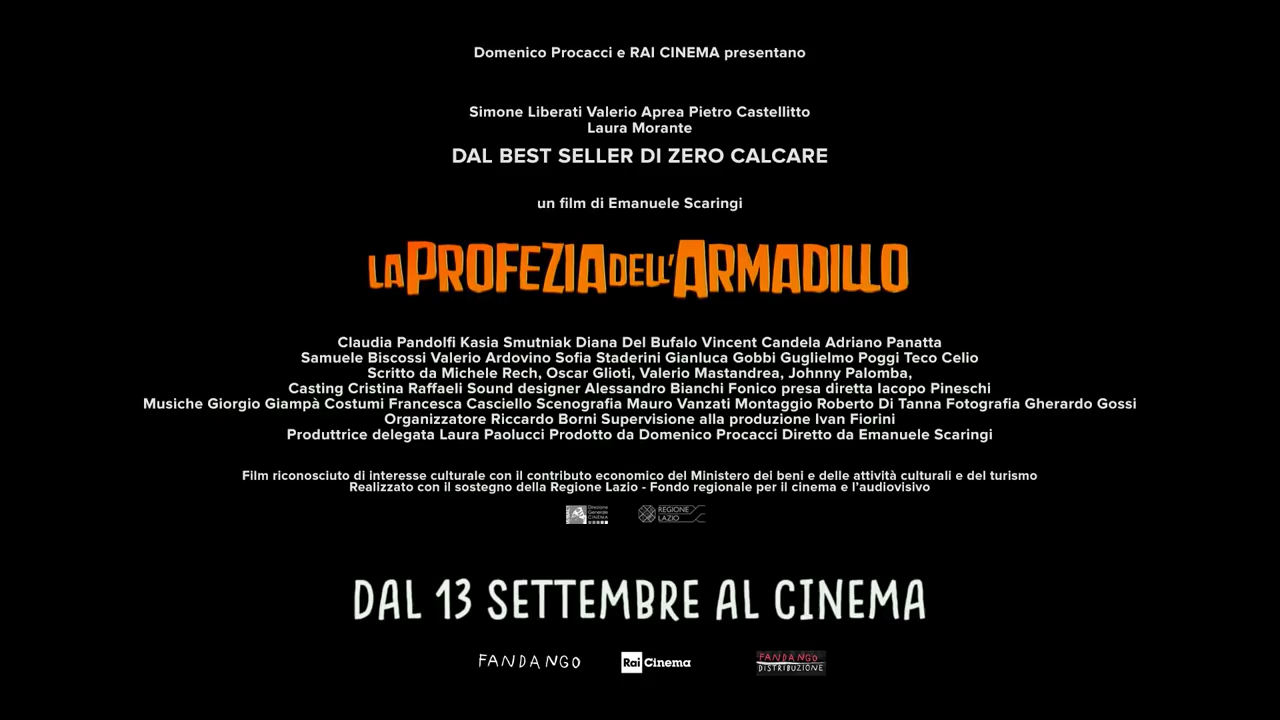 Domenico Procacci e RAI CINEMA presentano
Simone Liberati Valerio Aprea Pietro Castellitto
Laura Morante
DAL BEST SELLER DI ZERO CALCARE
un film di Emanuele Scaringi
LA PROFEZIA DELL'ARMADILLO
Claudia Pandolfi Kasia Smutniak Diana Del Bufalo Vincent Candela Adriano Panatta
Samuele Biscossi Valerio Ardovino Sofia Staderini Gianluca Gobbi Guglielmo Poggi Teco Celio
Scritto da Michele Rech, Oscar Glioti, Valerio Mastandrea, Johnny Palomba,
Casting Cristina Raffaeli Sound designer Alessandro Bianchi Fonico presa diretta Iacopo Pineschi
Musiche Giorgio Giampà Costumi Francesca Casciello Scenografia Mauro Vanzati Montaggio Roberto Di Tanna Fotografia Gherardo Gossi
Organizzatore Riccardo Borni Supervisione alla produzione Ivan Fiorini
Produttrice delegata Laura Paolucci Prodotto da Domenico Procacci Diretto da Emanuele Scaringi
Film riconosciuto di interesse culturale con il contributo economico del Ministero dei beni e delle attività culturali e del turismo
Realizzato con il sostegno della Regione Lazio - Fondo regionale per il cinema e l'audiovisivo
Direzione
Generale
CINEMA
REGIONE
LAZIO
DAL 13 SETTEMBRE AL CINEMA
FANDANGO
Rai Cinema
FANDANGO
DISTRIBUZIONE